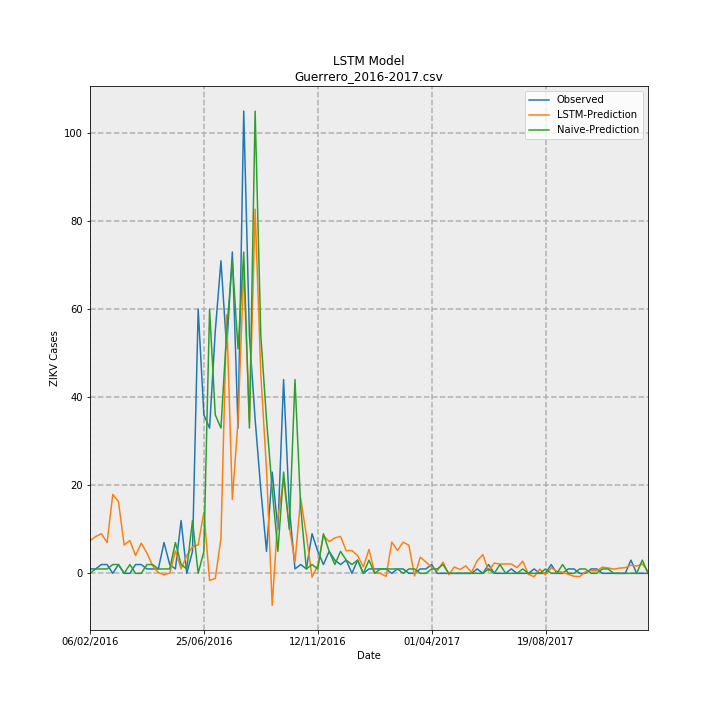 LSTM Model
Guerrero_2016-2017.csv
Observed
LSTM-Prediction
Naive-Prediction
100
80
60
40
20
0
ZIKV Cases
06/02/2016
25/06/2016
12/11/2016
01/04/2017
19/08/2017
Date